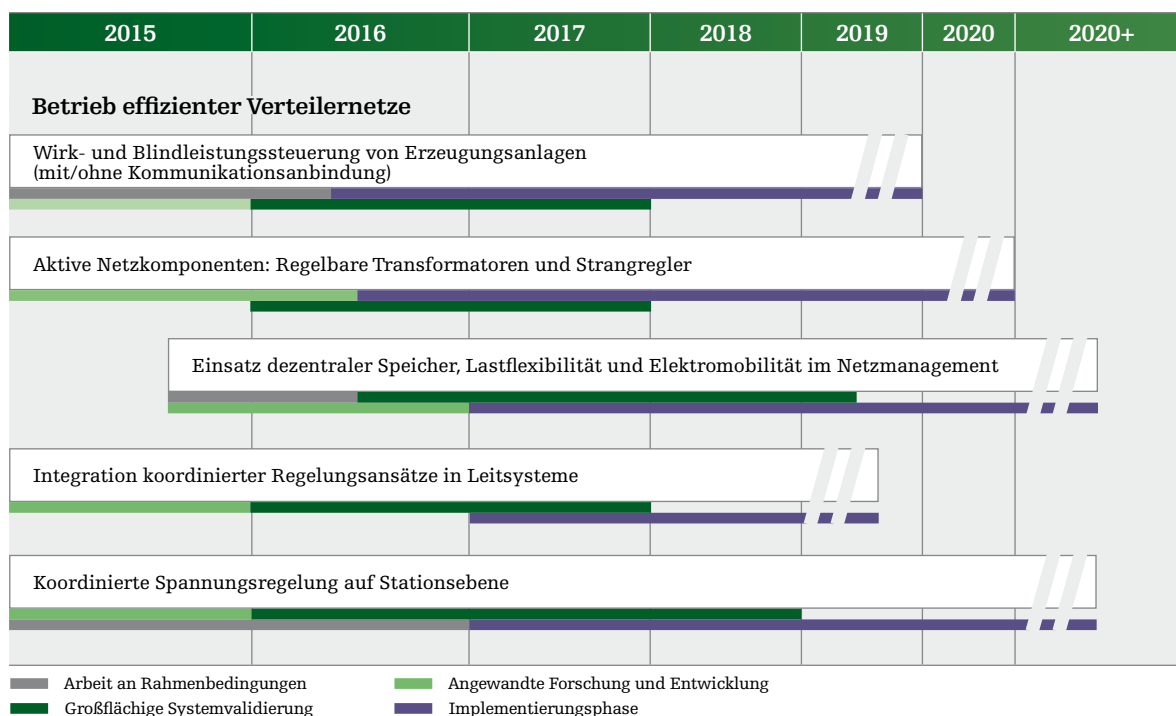 2015 2016 2017 2018 2019 2020 2020+
Betrieb effizienter Verteilernetze
Wirk- und Blindleistungssteuerung von Erzeugungsanlagen
(mit/ohne Kommunikationsanbindung)
Aktive Netzkomponenten: Regelbare Transformatoren und Strangregler
Einsatz dezentraler Speicher, Lastflexibilität und Elektromobilität im Netzmanagement
Integration koordinierter Regelungsansätze in Leitsysteme
Koordinierte Spannungsregelung auf Stationsebene
Arbeit an Rahmenbedingungen Angewandte Forschung und Entwicklung
Großflächige Systemvalidierung Implementierungsphase